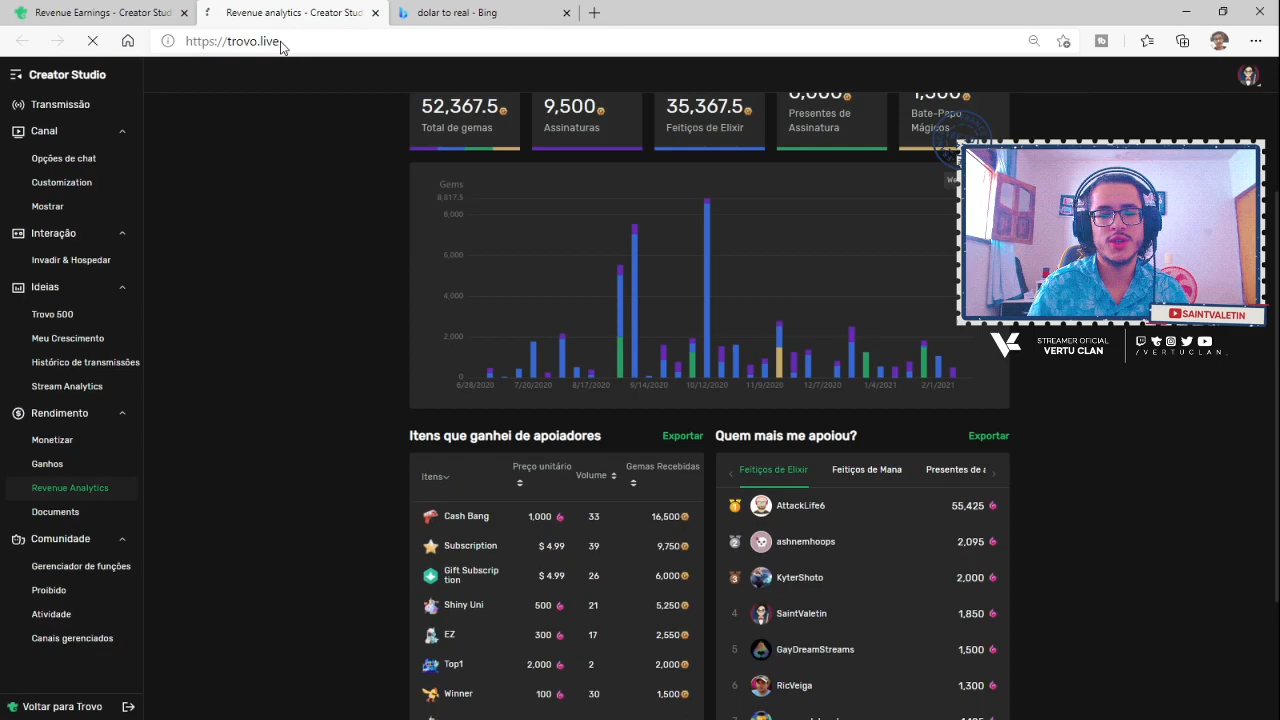 Revenue Earnings - Creator Stud
Revenue analytics - Creator Stud
dolar to real - Bing
https://trovo.live
Creator Studio
Transmissão
Canal
Opções de chat
Customization
Mostrar
Interação
Invadir & Hospedar
Ideias
Trovo 500
Meu Crescimento
Histórico de transmissões
Stream Analytics
Rendimento
Monetizar
Ganhos
Revenue Analytics
Documents
Comunidade
Gerenciador de funções
Proibido
Atividade
Canais gerenciados
Voltar para Trovo
52,367.5
Total de gemas
9,500
Assinaturas
35,367.5
Feitiços de Elixir
Presentes de
Assinatura
Bate-Papo
Mágicos
Gems
8,817.5
8,000
6,000
4,000
2,000
0
6/28/2020 7/20/2020 8/17/2020 9/14/2020 10/12/2020 11/9/2020 12/7/2020 1/4/2021 2/1/2021
SAINTVALETIN
STREAMER OFICIAL
VERTU CLAN
/VERTUCLAN.
Itens que ganhei de apoiadores
Exportar
Itens
Preço unitário
Volume
Gemas Recebidas
Cash Bang 1,000 33 16,500
Subscription $ 4.99 39 9,750
Gift Subscrip
tion $ 4.99 26 6,000
Shiny Uni 500 21 5,250
EZ 300 17 2,550
Top1 2,000 2 2,000
Winner 100 30 1,500
Quem mais me apoiou?
Exportar
Feitiços de Elixir
Feitiços de Mana
Presentes de
AttackLife6 55,425
2 ashnemhoops 2,095
3 KyterShoto 2,000
4 SaintValetin 1,850
5 GayDreamStreams 1,500
6 RicVeiga 1,300